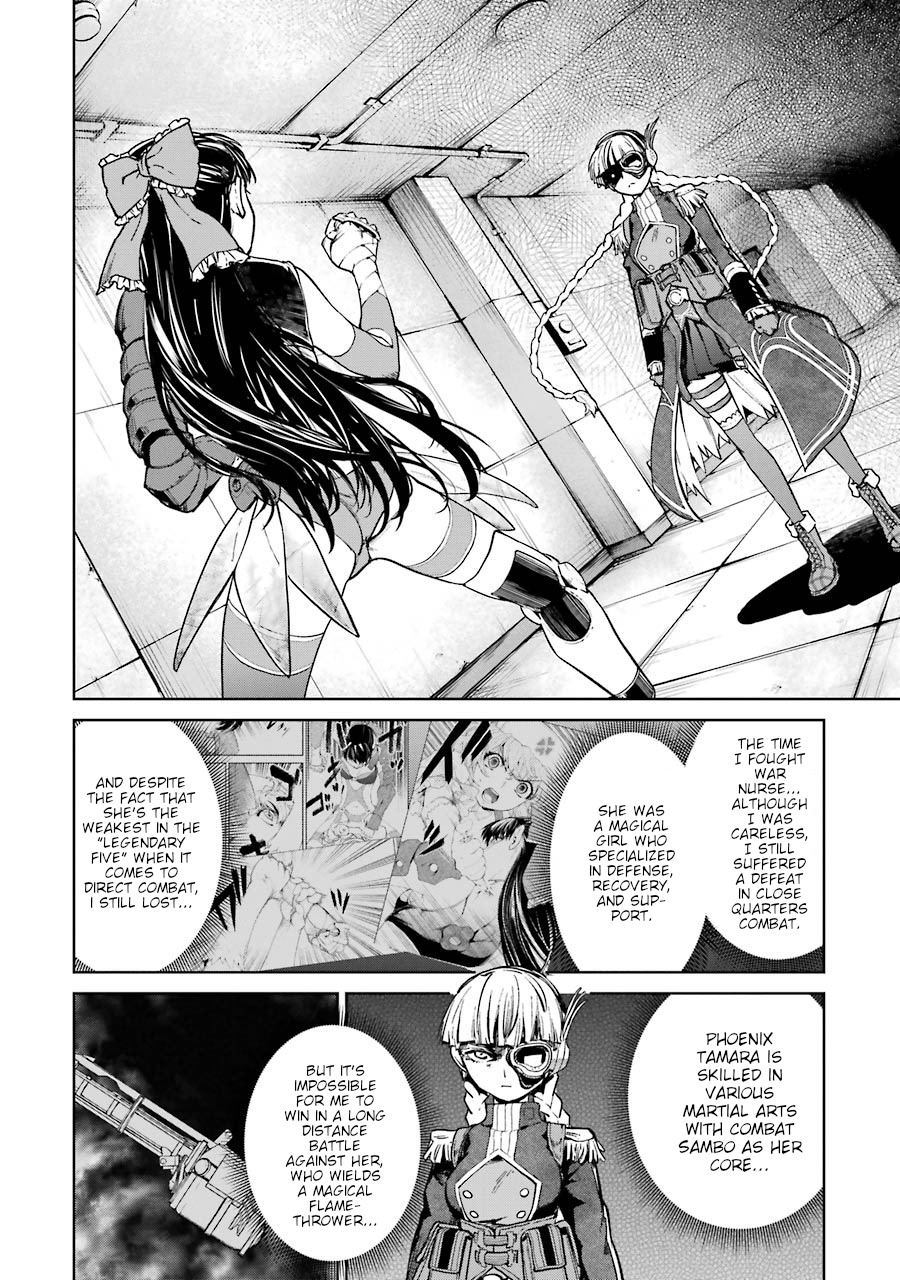 THE TIME
I FOUGHT
WAR
NURSE...
ALTHOUGH
I WAS
CARELESS,
I STILL
SUFFERED
A DEFEAT
IN CLOSE
QUARTERS
COMBAT.
SHE WAS
A MAGICAL
GIRL WHO
SPECIALIZED
IN DEFENSE,
RECOVERY,
AND SUP-
PORT.
AND DESPITE
THE FACT THAT
SHE'S THE
WEAKEST IN THE
"LEGENDARY
FIVE" WHEN IT
COMES TO
DIRECT COMBAT,
I STILL LOST...
PHOENIX
TAMARA IS
SKILLED IN
VARIOUS
MARTIAL ARTS
WITH COMBAT
SAMBO AS HER
CORE...
BUT IT'S
IMPOSSIBLE
FOR ME TO
WIN IN A LONG
DISTANCE
BATTLE
AGAINST HER,
WHO WIELDS
A MAGICAL
FLAME-
THROWER...